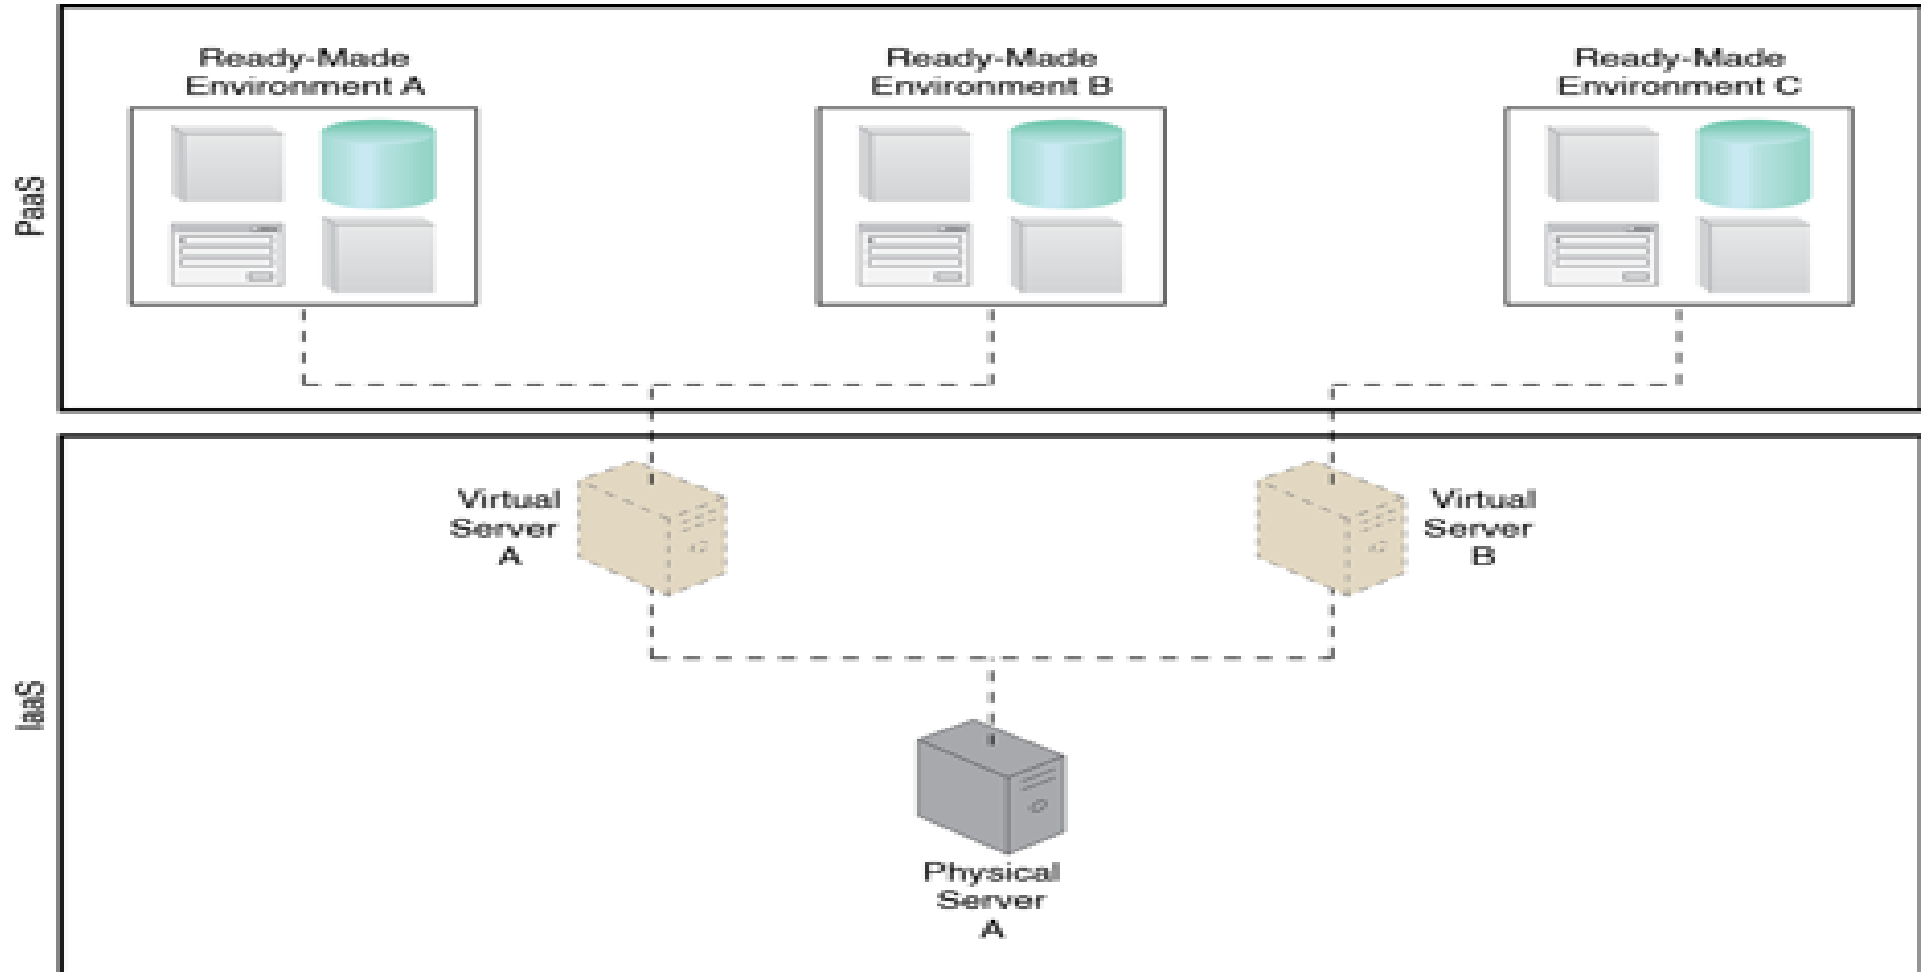 PaaS
Ready-Made
Environment A
Ready-Made
Environment B
Ready-Made
Environment C
IaaS
Virtual
Server
A
Virtual
Server
B
Physical
Server
A